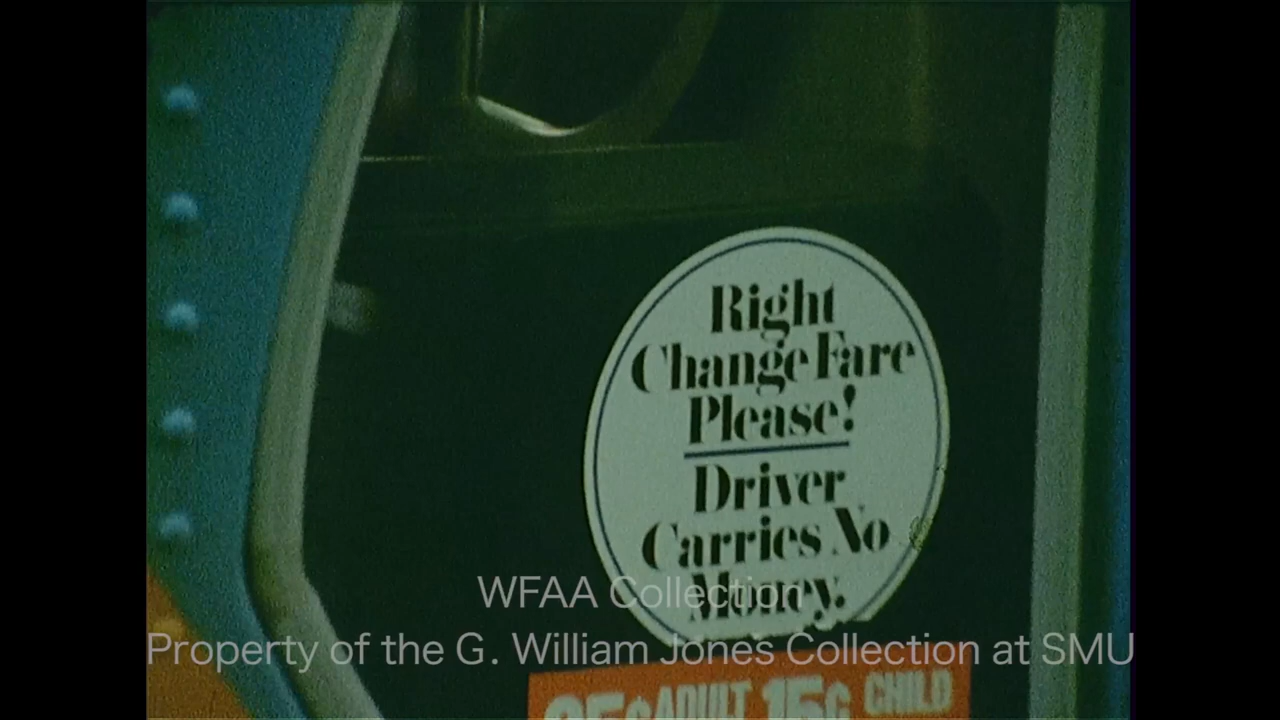 Right
Change Fare
Please!
Driver
Carries No
Money.
WFAA Collection
Property of the G. William Jones Collection at SMU
ADULT 15¢ CHILD